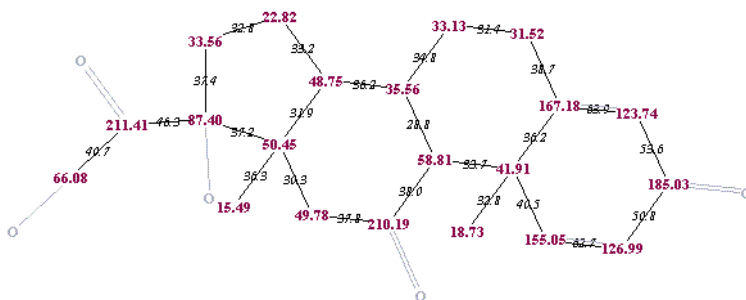 22.82
33.56 32.8 33.13 31.4 31.52
O 37.4 33.2 34.8 38.7
48.75 36.2 35.56
211.41 46.3 87.40 31.9 167.18 63.9 123.74
40.7 37.2 50.45 28.8 36.2 53.6
66.08 36.3 30.3 58.81 33.7 41.91 185.03 O
O 15.49 38.0 32.8 40.5 50.8
O 49.78 37.8 210.19 18.73 155.05 62.7 126.99
O